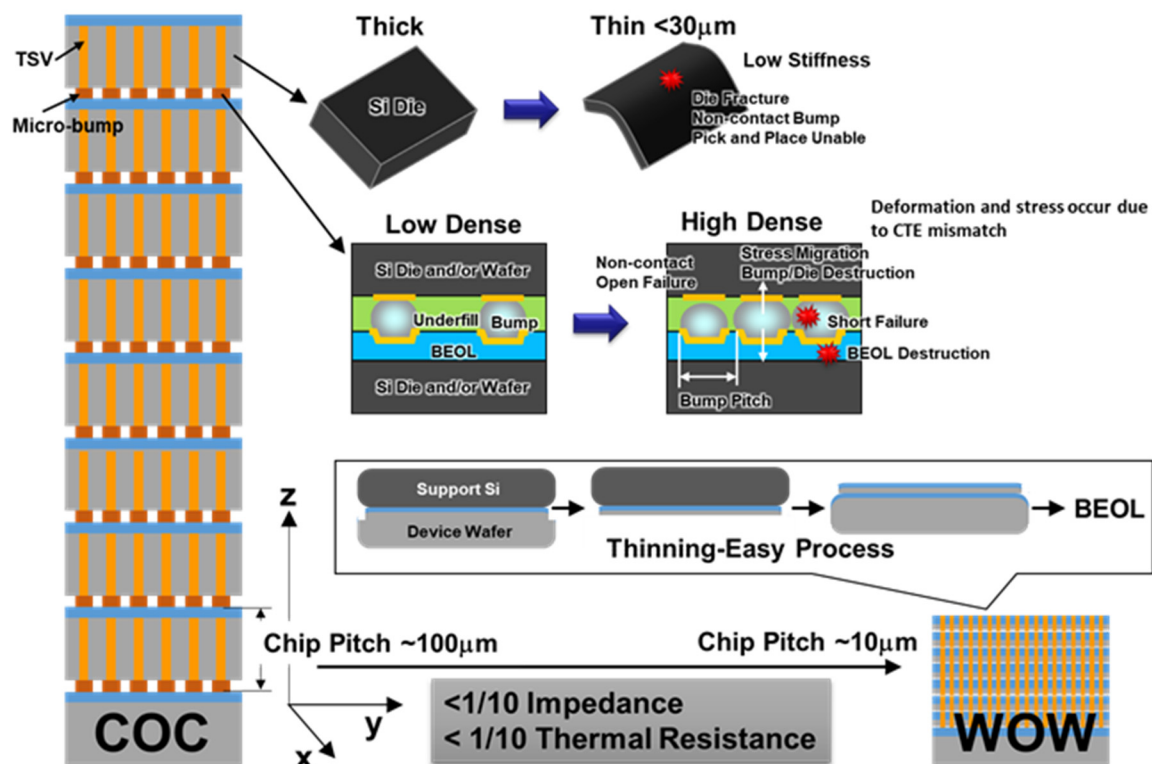 Thick
Thin <30μm
TSV
Low Stiffness
Si Die
Die Fracture
Non-contact Bump
Pick and Place Unable
Micro-bump
Low Dense
High Dense
Deformation and stress occur due
to CTE mismatch
Si Die and/or Wafer
Underfill
Bump
BEOL
Si Die and/or Wafer
Non-contact
Open Failure
Stress Migration
Bump/Die Destruction
Short Failure
BEOL Destruction
Bump Pitch
Support Si
Device Wafer
BEOL
Thinning-Easy Process
z
Chip Pitch ~100μm
Chip Pitch ~10μm
y
x
<1/10 Impedance
< 1/10 Thermal Resistance
COC
WOW